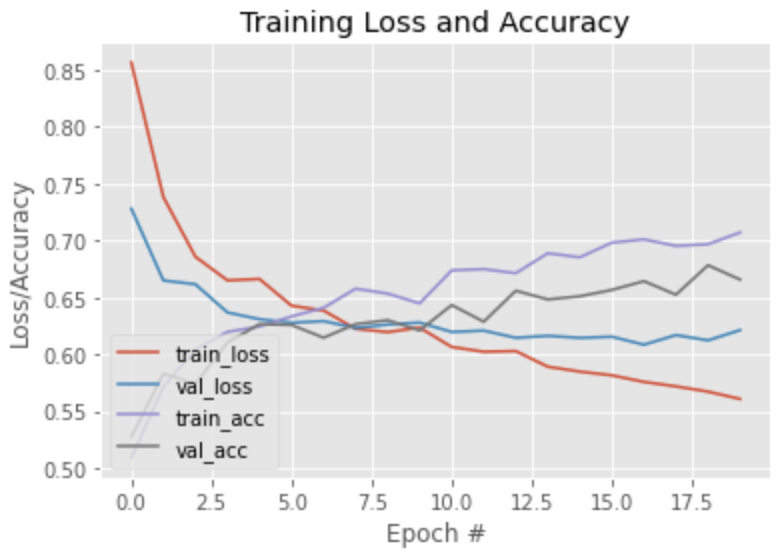 Training Loss and Accuracy
Loss/Accuracy
0.85
0.80
0.75
0.70
0.65
0.60
0.55
0.50
train_loss
val_loss
train_acc
val_acc
0.0 2.5 5.0 7.5 10.0 12.5 15.0 17.5
Epoch #